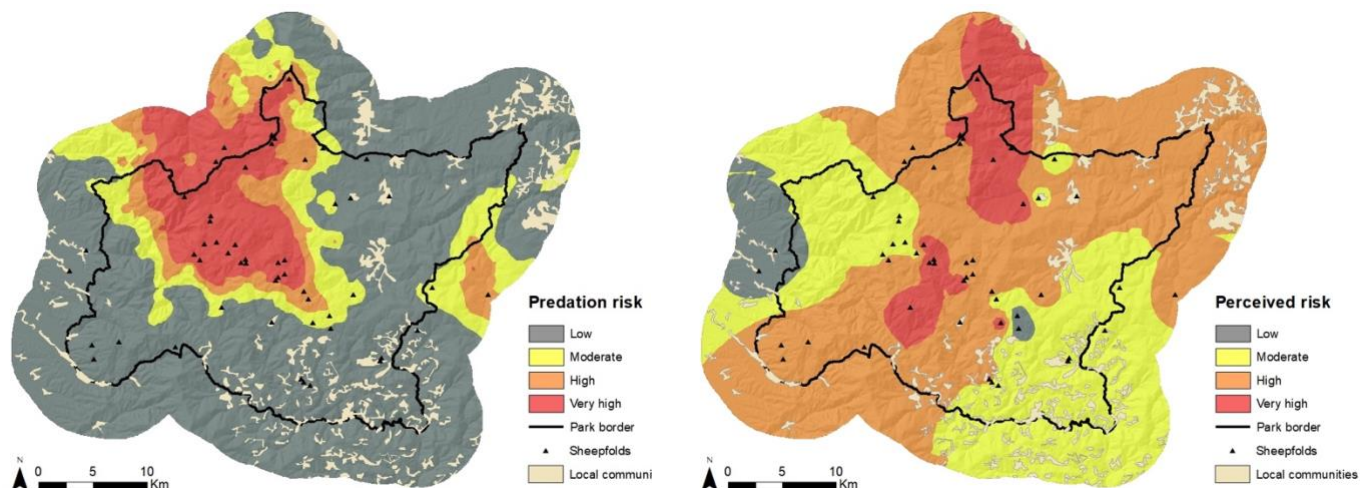 Predation risk
Low
Moderate
High
Very high
Park border
Sheepfolds
Local communi
N
0 5 10
Km
Perceived risk
Low
Moderate
High
Very high
Park border
Sheepfolds
Local communities
N
0 5 10
Km